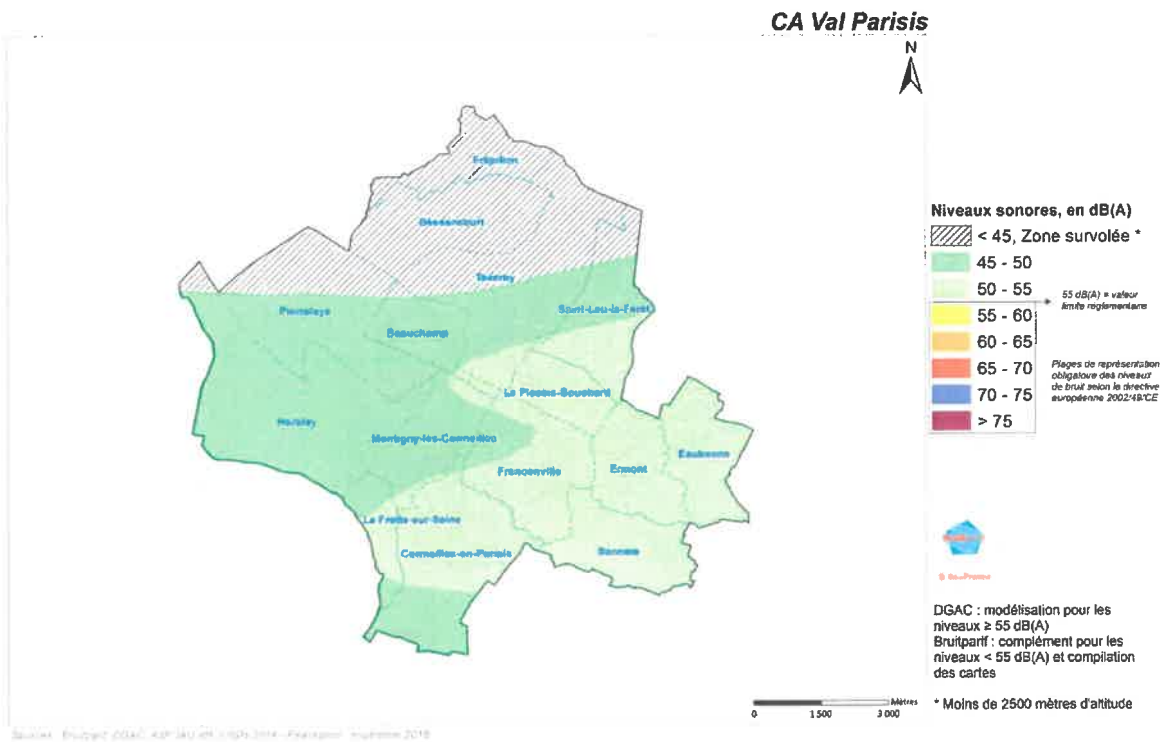 CA Val Parisis
N
Frépillon
Bessancourt
Taverny
Pierrelaye
Saint-Leu-la-Forêt
Beauchamp
Le Plessis-Bouchard
Herblay
Montigny-lès-Cormeilles
Eaubonne
Franconville
Ermont
La Frette-sur-Seine
Cormeilles-en-Parisis
Sannois
Niveaux sonores, en dB(A)
< 45, Zone survolée *
45 - 50
50 - 55
55 dB(A) = valeur
limite réglementaire
55 - 60
60 - 65
65 - 70
70 - 75
> 75
Plages de représentation
obligatoire des niveaux
de bruit selon la directive
européenne 2002/49/CE
DGAC : modélisation pour les
niveaux ≥ 55 dB(A)
Bruitparif : complément pour les
niveaux < 55 dB(A) et compilation
des cartes
* Moins de 2500 mètres d'altitude
Mètres
0 1 500 3 000